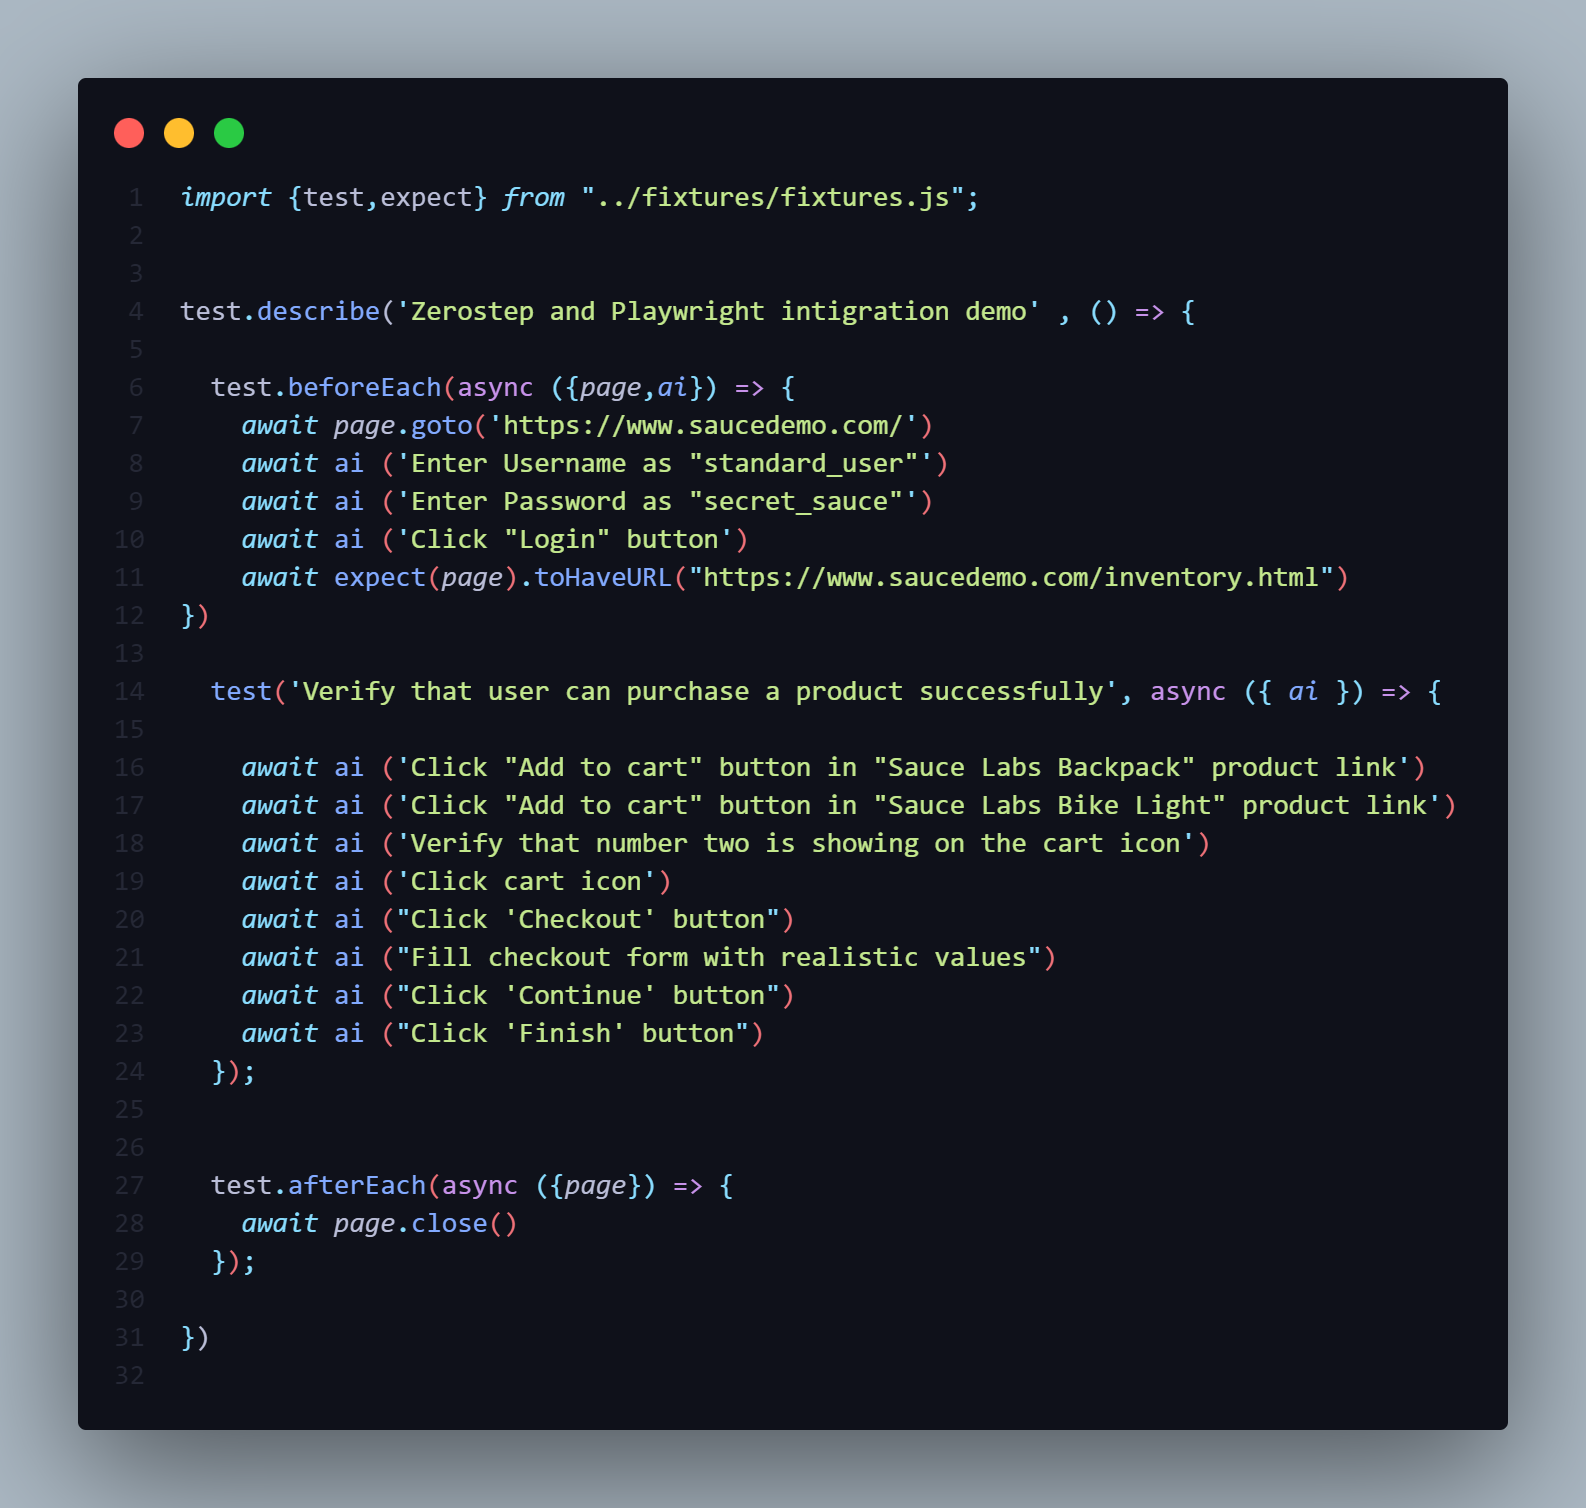 1 import {test,expect} from "../fixtures/fixtures.js";
2
3
4 test.describe('Zerostep and Playwright intigration demo' , () => {
5
6   test.beforeEach(async ({page,ai}) => {
7     await page.goto('https://www.saucedemo.com/')
8     await ai ('Enter Username as "standard_user"')
9     await ai ('Enter Password as "secret_sauce"')
10     await ai ('Click "Login" button')
11     await expect(page).toHaveURL("https://www.saucedemo.com/inventory.html")
12 })
13
14   test('Verify that user can purchase a product successfully', async ({ ai }) => {
15
16     await ai ('Click "Add to cart" button in "Sauce Labs Backpack" product link')
17     await ai ('Click "Add to cart" button in "Sauce Labs Bike Light" product link')
18     await ai ('Verify that number two is showing on the cart icon')
19     await ai ('Click cart icon')
20     await ai ("Click 'Checkout' button")
21     await ai ("Fill checkout form with realistic values")
22     await ai ("Click 'Continue' button")
23     await ai ("Click 'Finish' button")
24   });
25
26
27   test.afterEach(async ({page}) => {
28     await page.close()
29   });
30
31 })
32